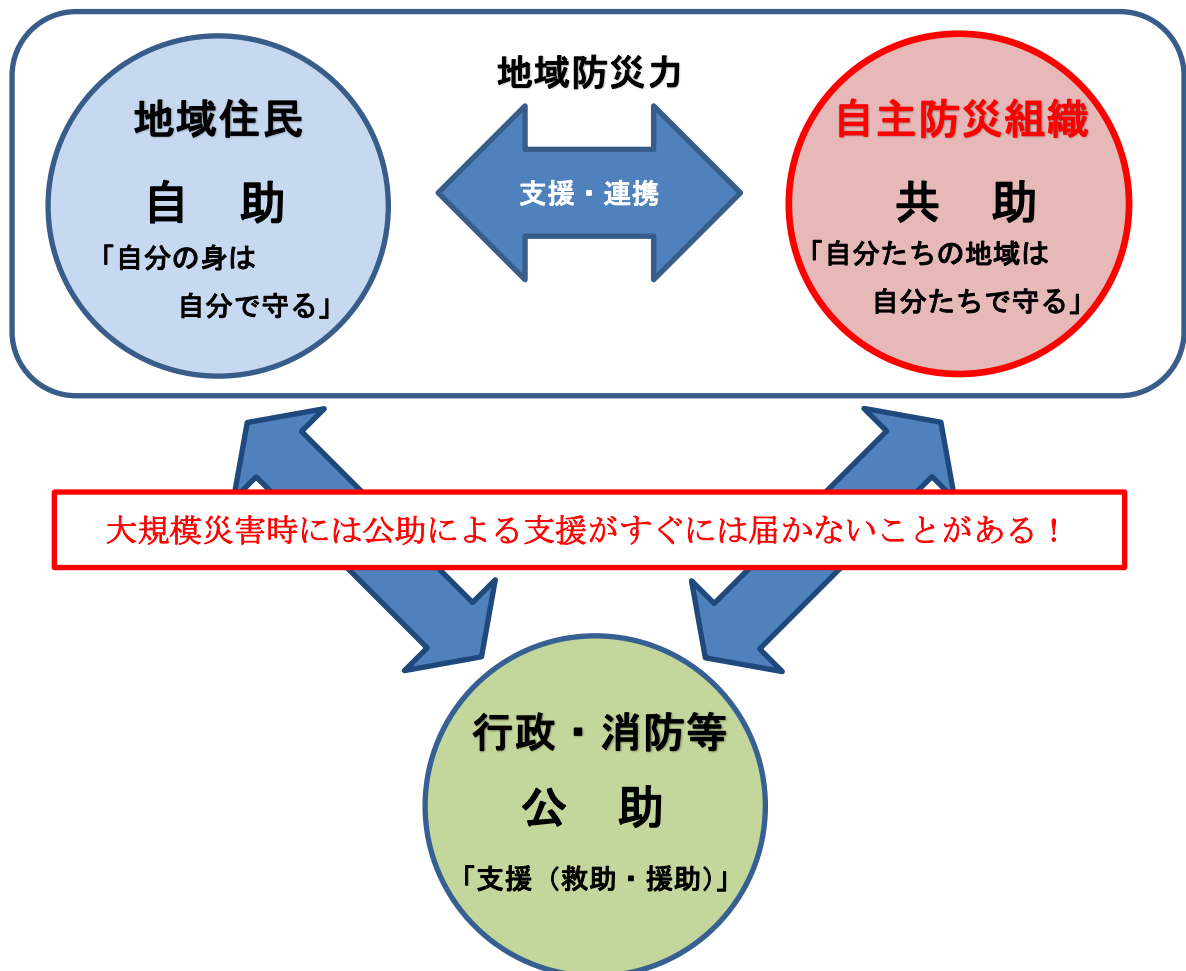 地域防災力
地域住民
自　助
「自分の身は
自分で守る」
支援・連携
自主防災組織
共　助
「自分たちの地域は
自分たちで守る」
大規模災害時には公助による支援がすぐには届かないことがある！
行政・消防等
公　助
「支援（救助・援助）」